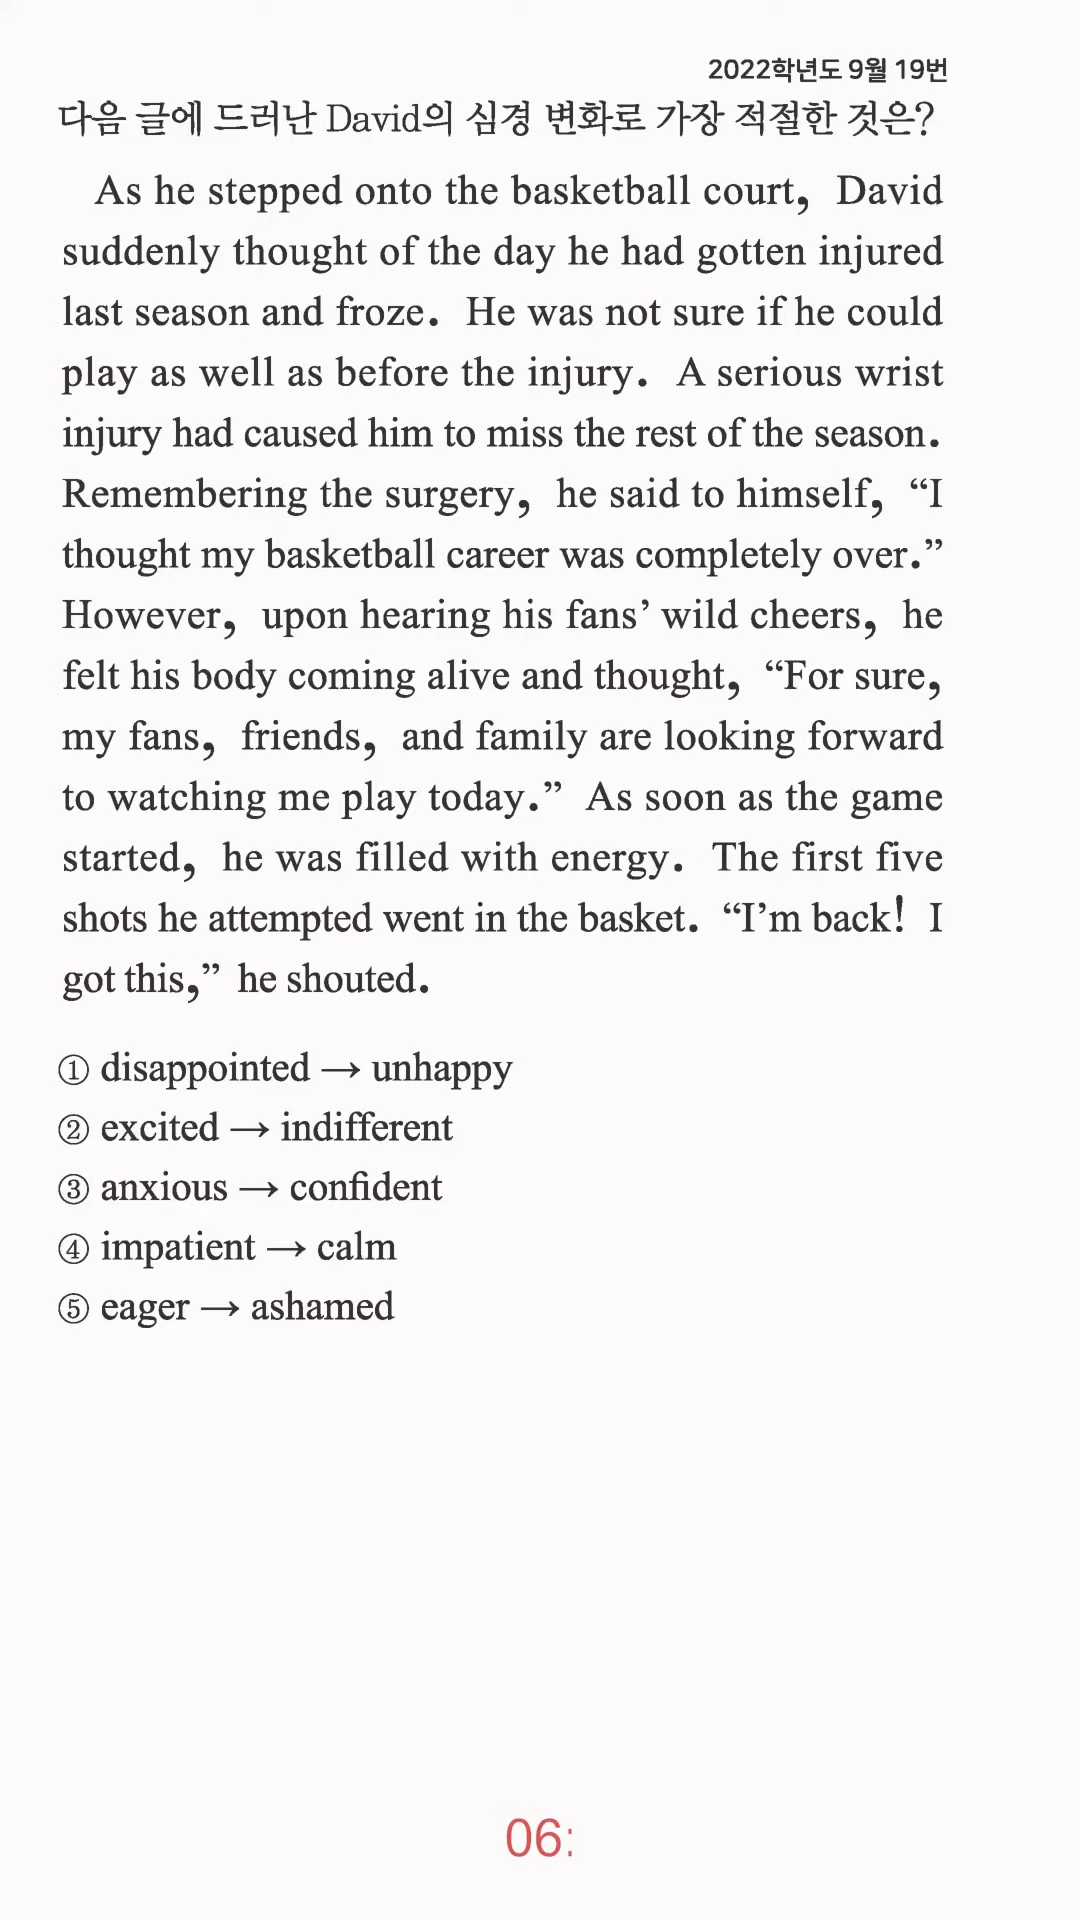 2022학년도 9월 19번
다음 글에 드러난 David의 심경 변화로 가장 적절한 것은?
As he stepped onto the basketball court, David
suddenly thought of the day he had gotten injured
last season and froze. He was not sure if he could
play as well as before the injury. A serious wrist
injury had caused him to miss the rest of the season.
Remembering the surgery, he said to himself, “I
thought my basketball career was completely over.”
However, upon hearing his fans’ wild cheers, he
felt his body coming alive and thought, “For sure,
my fans, friends, and family are looking forward
to watching me play today.” As soon as the game
started, he was filled with energy. The first five
shots he attempted went in the basket. “I’m back! I
got this,” he shouted.
① disappointed → unhappy
② excited → indifferent
③ anxious → confident
④ impatient → calm
⑤ eager → ashamed
06: